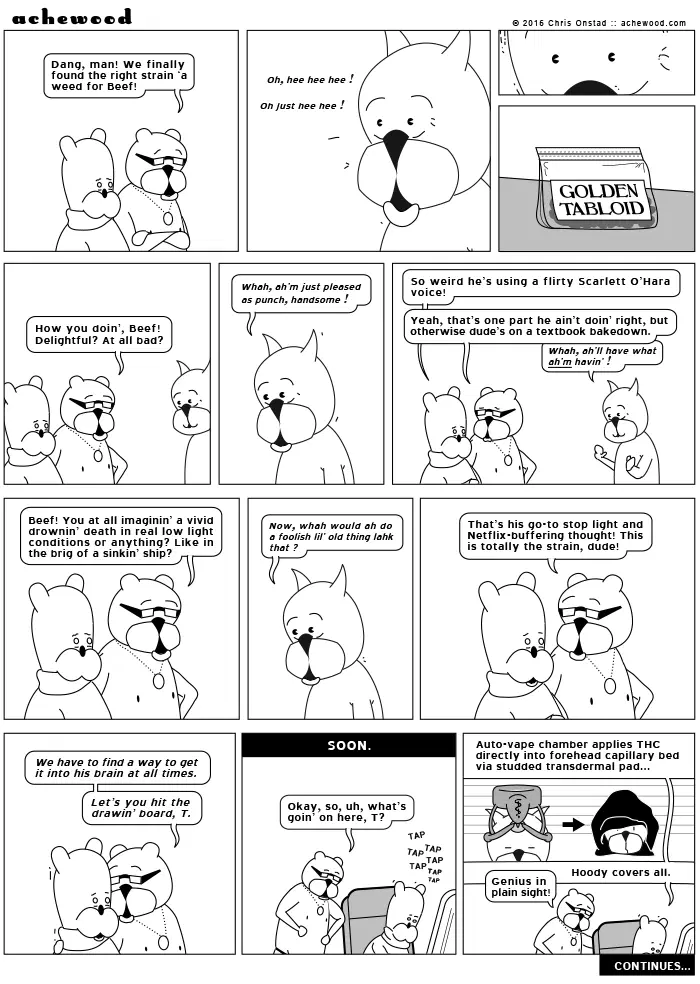 achewood
© 2016 Chris Onstad :: achewood.com
Dang, man! We finally
found the right strain 'a
weed for Beef!
Oh, hee hee hee !
Oh just hee hee !
GOLDEN
TABLOID
How you doin', Beef!
Delightful? At all bad?
Whah, ah'm just pleased
as punch, handsome !
So weird he's using a flirty Scarlett O'Hara
voice!
Yeah, that's one part he ain't doin' right, but
otherwise dude's on a textbook bakedown.
Whah, ah'll have what
ah'm havin' !
Beef! You at all imaginin' a vivid
drownin' death in real low light
conditions or anything? Like in
the brig of a sinkin' ship?
Now, whah would ah do
a foolish lil' old thing lahk
that ?
That's his go-to stop light and
Netflix-buffering thought! This
is totally the strain, dude!
We have to find a way to get
it into his brain at all times.
Let's you hit the
drawin' board, T.
SOON.
Okay, so, uh, what's
goin' on here, T?
TAP
TAP
TAP
TAP
TAP
TAP
TAP
Auto-vape chamber applies THC
directly into forehead capillary bed
via studded transdermal pad...
Hoody covers all.
Genius in
plain sight!
CONTINUES...